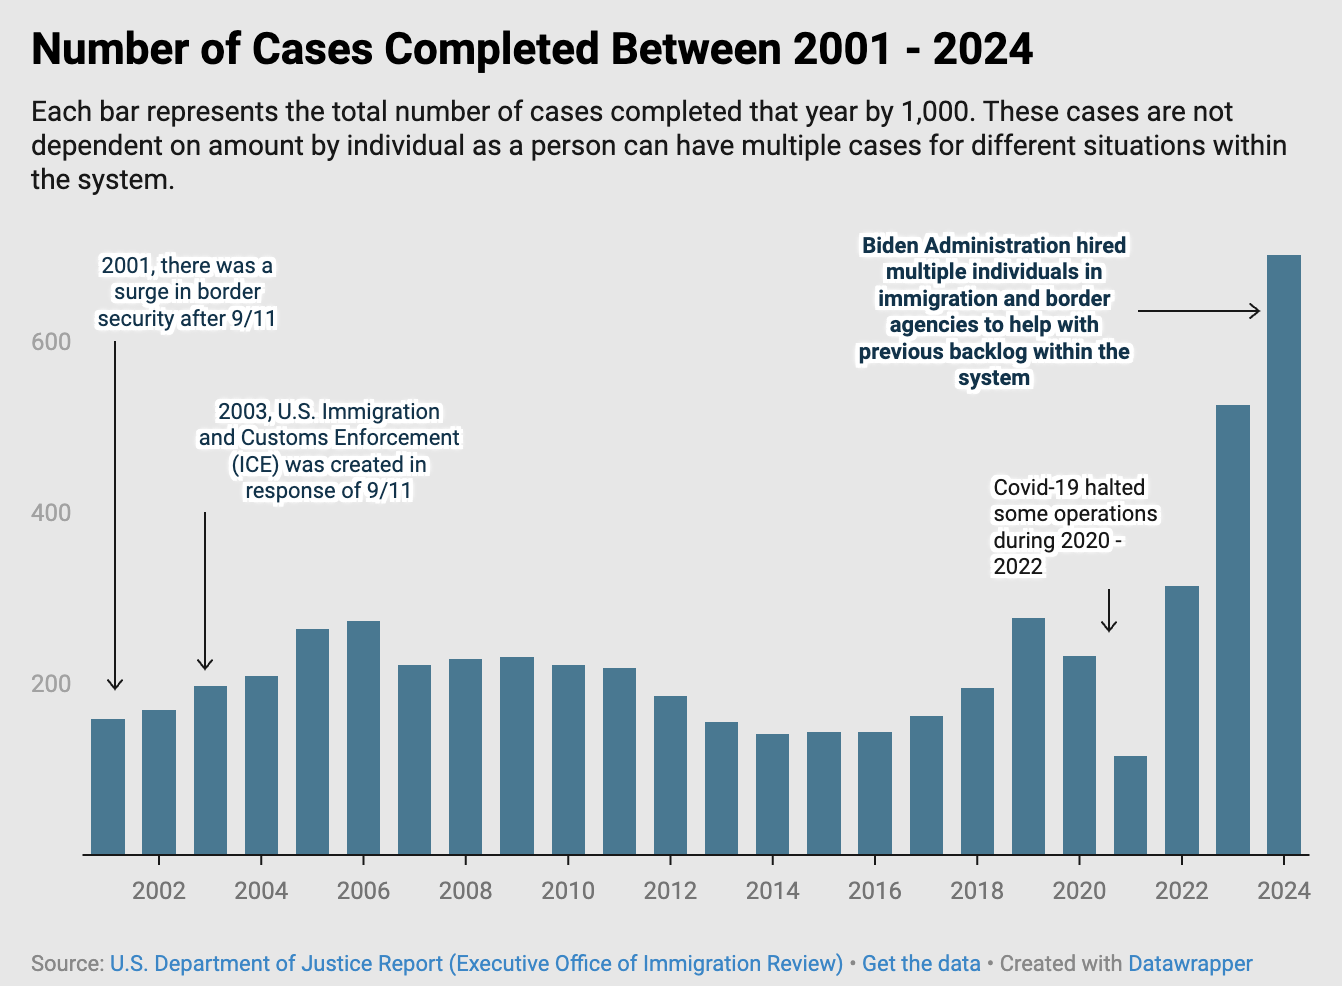 Number of Cases Completed Between 2001 - 2024
Each bar represents the total number of cases completed that year by 1,000. These cases are not
dependent on amount by individual as a person can have multiple cases for different situations within
the system.
2001, there was a
surge in border
security after 9/11
2003, U.S. Immigration
and Customs Enforcement
(ICE) was created in
response of 9/11
Biden Administration hired
multiple individuals in
immigration and border
agencies to help with
previous backlog within the
system
Covid-19 halted
some operations
during 2020 -
2022
600
400
200
2002 2004 2006 2008 2010 2012 2014 2016 2018 2020 2022 2024
Source: U.S. Department of Justice Report (Executive Office of Immigration Review) • Get the data • Created with Datawrapper